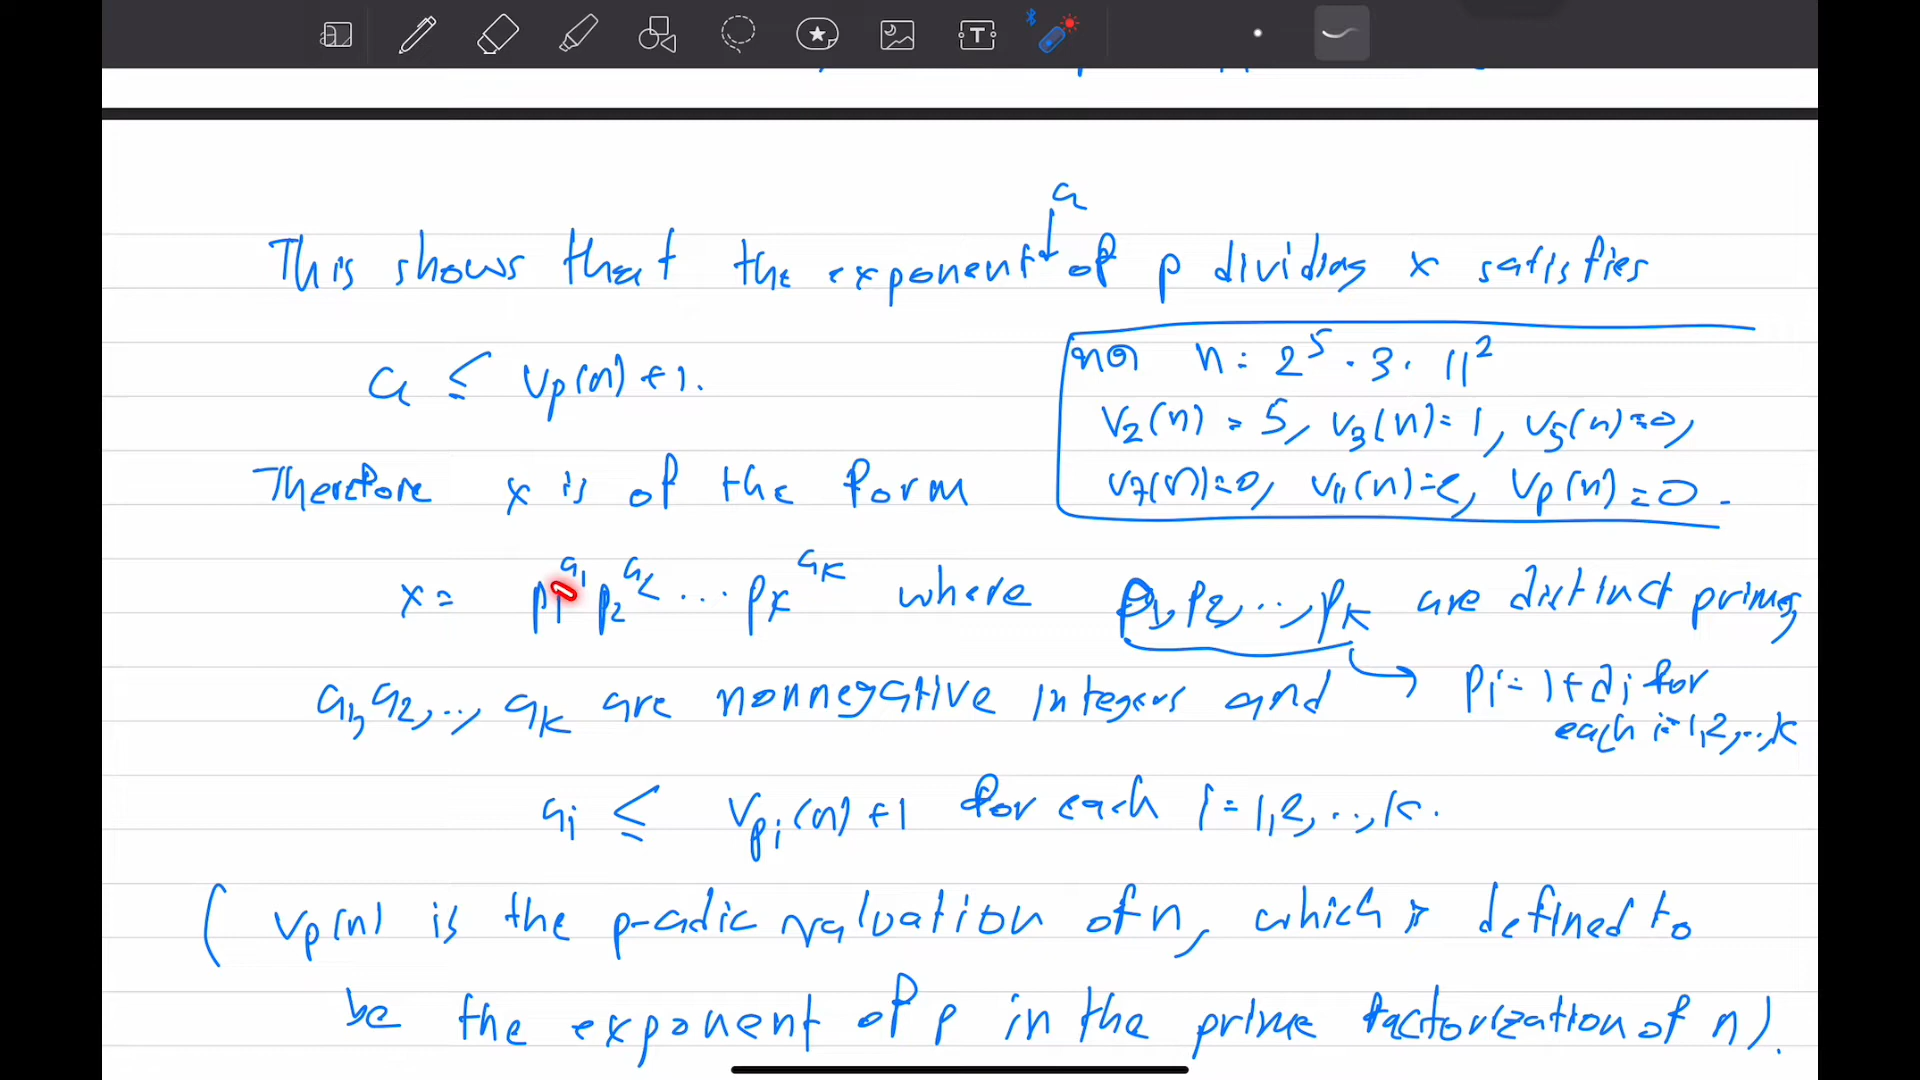 a
This shows that the exponent of p dividing x satisfies
a ≤ vp(n)+1.
n = 2^5 · 3 · 11^2
v2(n) = 5, v3(n) = 1, v5(n) = 0,
v7(n) = 0, v11(n) = 2, vp(n) = 0.
Therefore x is of the form
x = p1^a1 p2^a2 ... pk^ak where p1, p2, .., pk are distinct primes,
a1, a2, .., ak are nonnegative integers and
pi = 1+di for
each i=1,2,..,k
ai ≤ vpi(n)+1 for each i = 1,2,..,k.
( vp(n) is the p-adic valuation of n, which is defined to
be the exponent of p in the prime factorization of n).
T